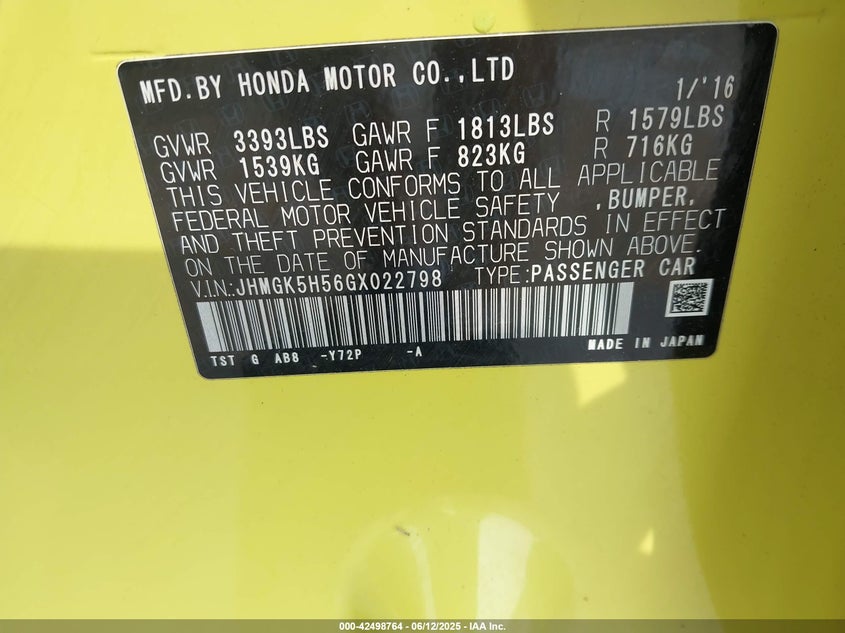 MFD.BY HONDA MOTOR CO.,LTD 1/'16
GVWR 3393LBS GAWR F 1813LBS R 1579LBS
GVWR 1539KG GAWR F 823KG R 716KG
THIS VEHICLE CONFORMS TO ALL APPLICABLE
FEDERAL MOTOR VEHICLE SAFETY ,BUMPER,
AND THEFT PREVENTION STANDARDS IN EFFECT
ON THE DATE OF MANUFACTURE SHOWN ABOVE.
V.I.N.:JHMGK5H56GX022798 TYPE:PASSENGER CAR
TST G AB8 -Y72P -A MADE IN JAPAN
000-42498764 - 06/12/2025 - IAA Inc.